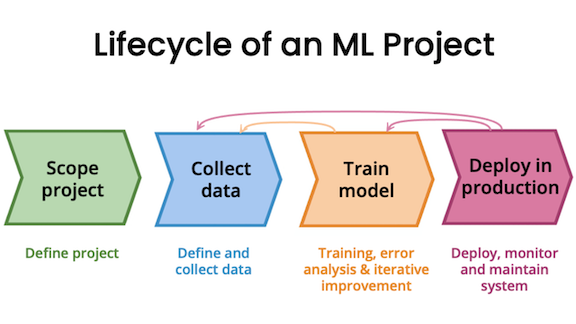 Lifecycle of an ML Project
Scope
project
Collect
data
Train
model
Deploy in
production
Define project
Define and
collect data
Training, error
analysis & iterative
improvement
Deploy, monitor
and maintain
system